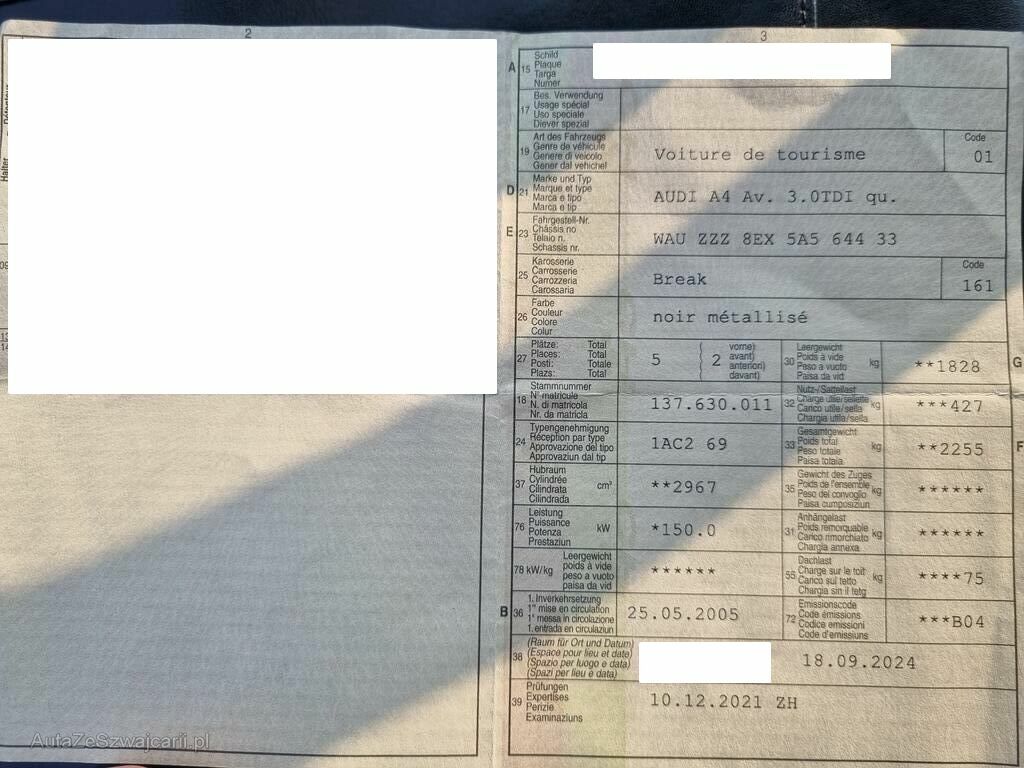 2
3
A 15 Schild
Plaque
Targa
Numer
17 Bes. Verwendung
Usage spécial
Uso speciale
Diever spezial
19 Art des Fahrzeugs
Genre de véhicule
Genere di veicolo
Gener dal vehichel
Voiture de tourisme
Code
01
D 21 Marke und Typ
Marque et type
Marca e tipo
Marca e tip
AUDI A4 Av. 3.0TDI qu.
E 23 Fahrgestell-Nr.
Châssis no
Telaio n.
Schassis nr.
WAU ZZZ 8EX 5A5 644 33
25 Karosserie
Carrosserie
Carrozzeria
Carossaria
Break
Code
161
26 Farbe
Couleur
Colore
Colur
noir métallisé
27 Plätze: Total
Places: Total
Posti: Totale
Plazs: Total
5 ( 2 vorne)
avant)
anteriori)
davant)
30 Leergewicht
Poids à vide
Peso a vuoto
Paisa da vid
kg
**1828
G
18 Stammnummer
N° matricule
N. di matricola
Nr. da matricla
137.630.011
32 Nutz-/Sattellast
Charge utile/sellette
Carico utile/sella
Chargia utila/sella
kg
***427
24 Typengenehmigung
Réception par type
Approvazione del tipo
Approvaziun dal tip
1AC2 69
33 Gesamtgewicht
Poids total
Peso totale
Paisa totala
kg
**2255
F
37 Hubraum
Cylindrée
Cilindrata
Cilindrada
cm³
**2967
35 Gewicht des Zuges
Poids de l'ensemble
Peso del convoglio
Paisa cumposiziun
kg
******
76 Leistung
Puissance
Potenza
Prestaziun
kW
*150.0
31 Anhängelast
Poids remorquable
Carico rimorchiato
Chargia annexa
kg
******
78 kW/kg Leergewicht
poids à vide
peso a vuoto
paisa da vid
******
55 Dachlast
Charge sur le toit
Carico sul tetto
Chargia sin il tetg
kg
****75
B 36 1. Inverkehrsetzung
1re mise en circulation
1a messa in circolazione
1. entrada en circulaziun
25.05.2005
72 Emissionscode
Code émissions
Codice emissioni
Code d'emissiuns
***B04
38 (Raum für Ort und Datum)
(Espace pour lieu et date)
(Spazio per luogo e data)
(Spazi per lieu e data)
18.09.2024
39 Prüfungen
Expertises
Perizie
Examinaziuns
10.12.2021 ZH
AutaZeSzwajcarii.pl